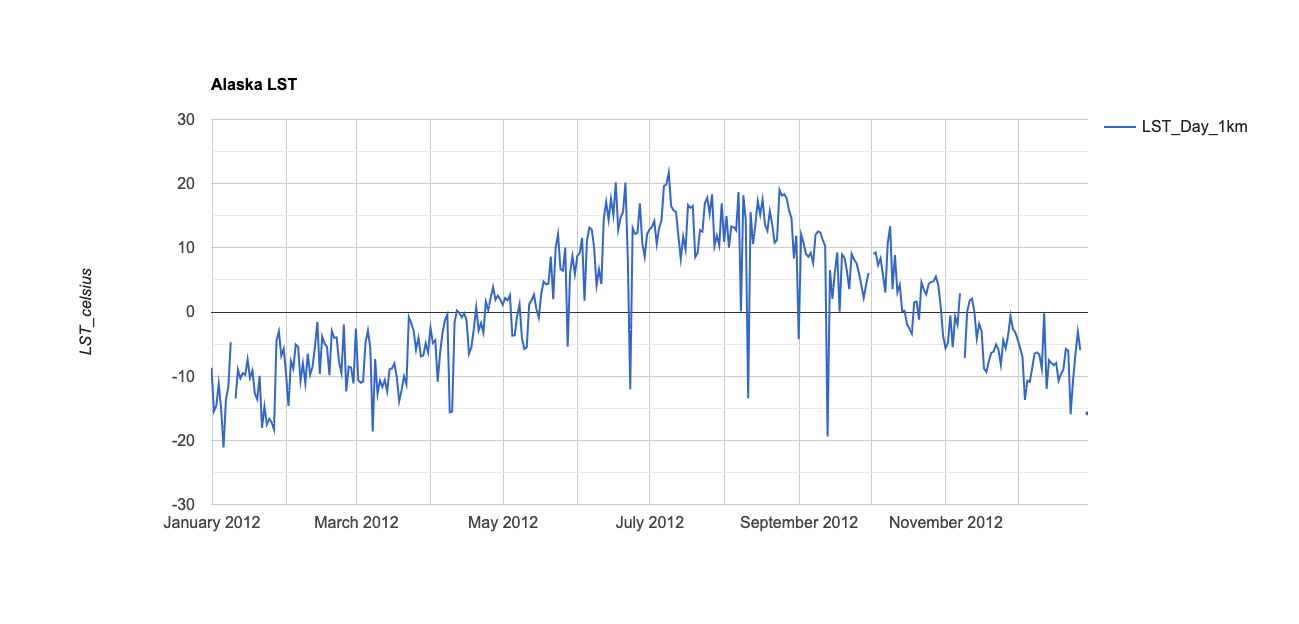 Alaska LST
30
20
10
0
-10
-20
-30
LST_celsius
January 2012
March 2012
May 2012
July 2012
September 2012
November 2012
LST_Day_1km